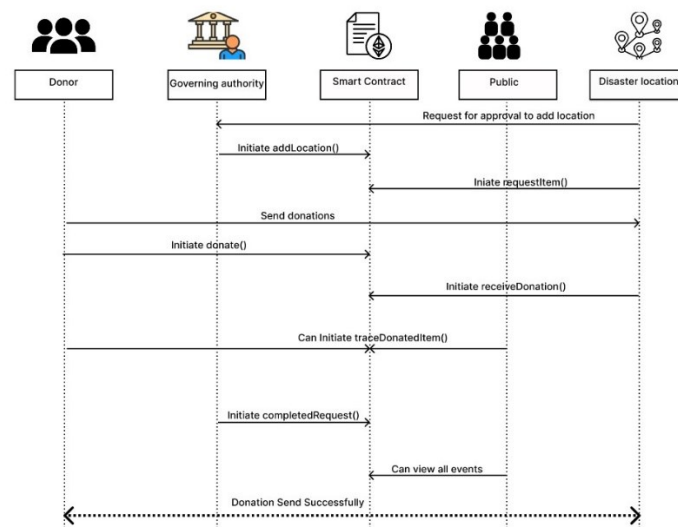 Donor
Governing authority
Smart Contract
Public
Disaster location
Request for approval to add location
Initiate addLocation()
Iniate requestItem()
Send donations
Initiate donate()
Initiate receiveDonation()
Can Initiate traceDonatedItem()
Initiate completedRequest()
Can view all events
Donation Send Successfully